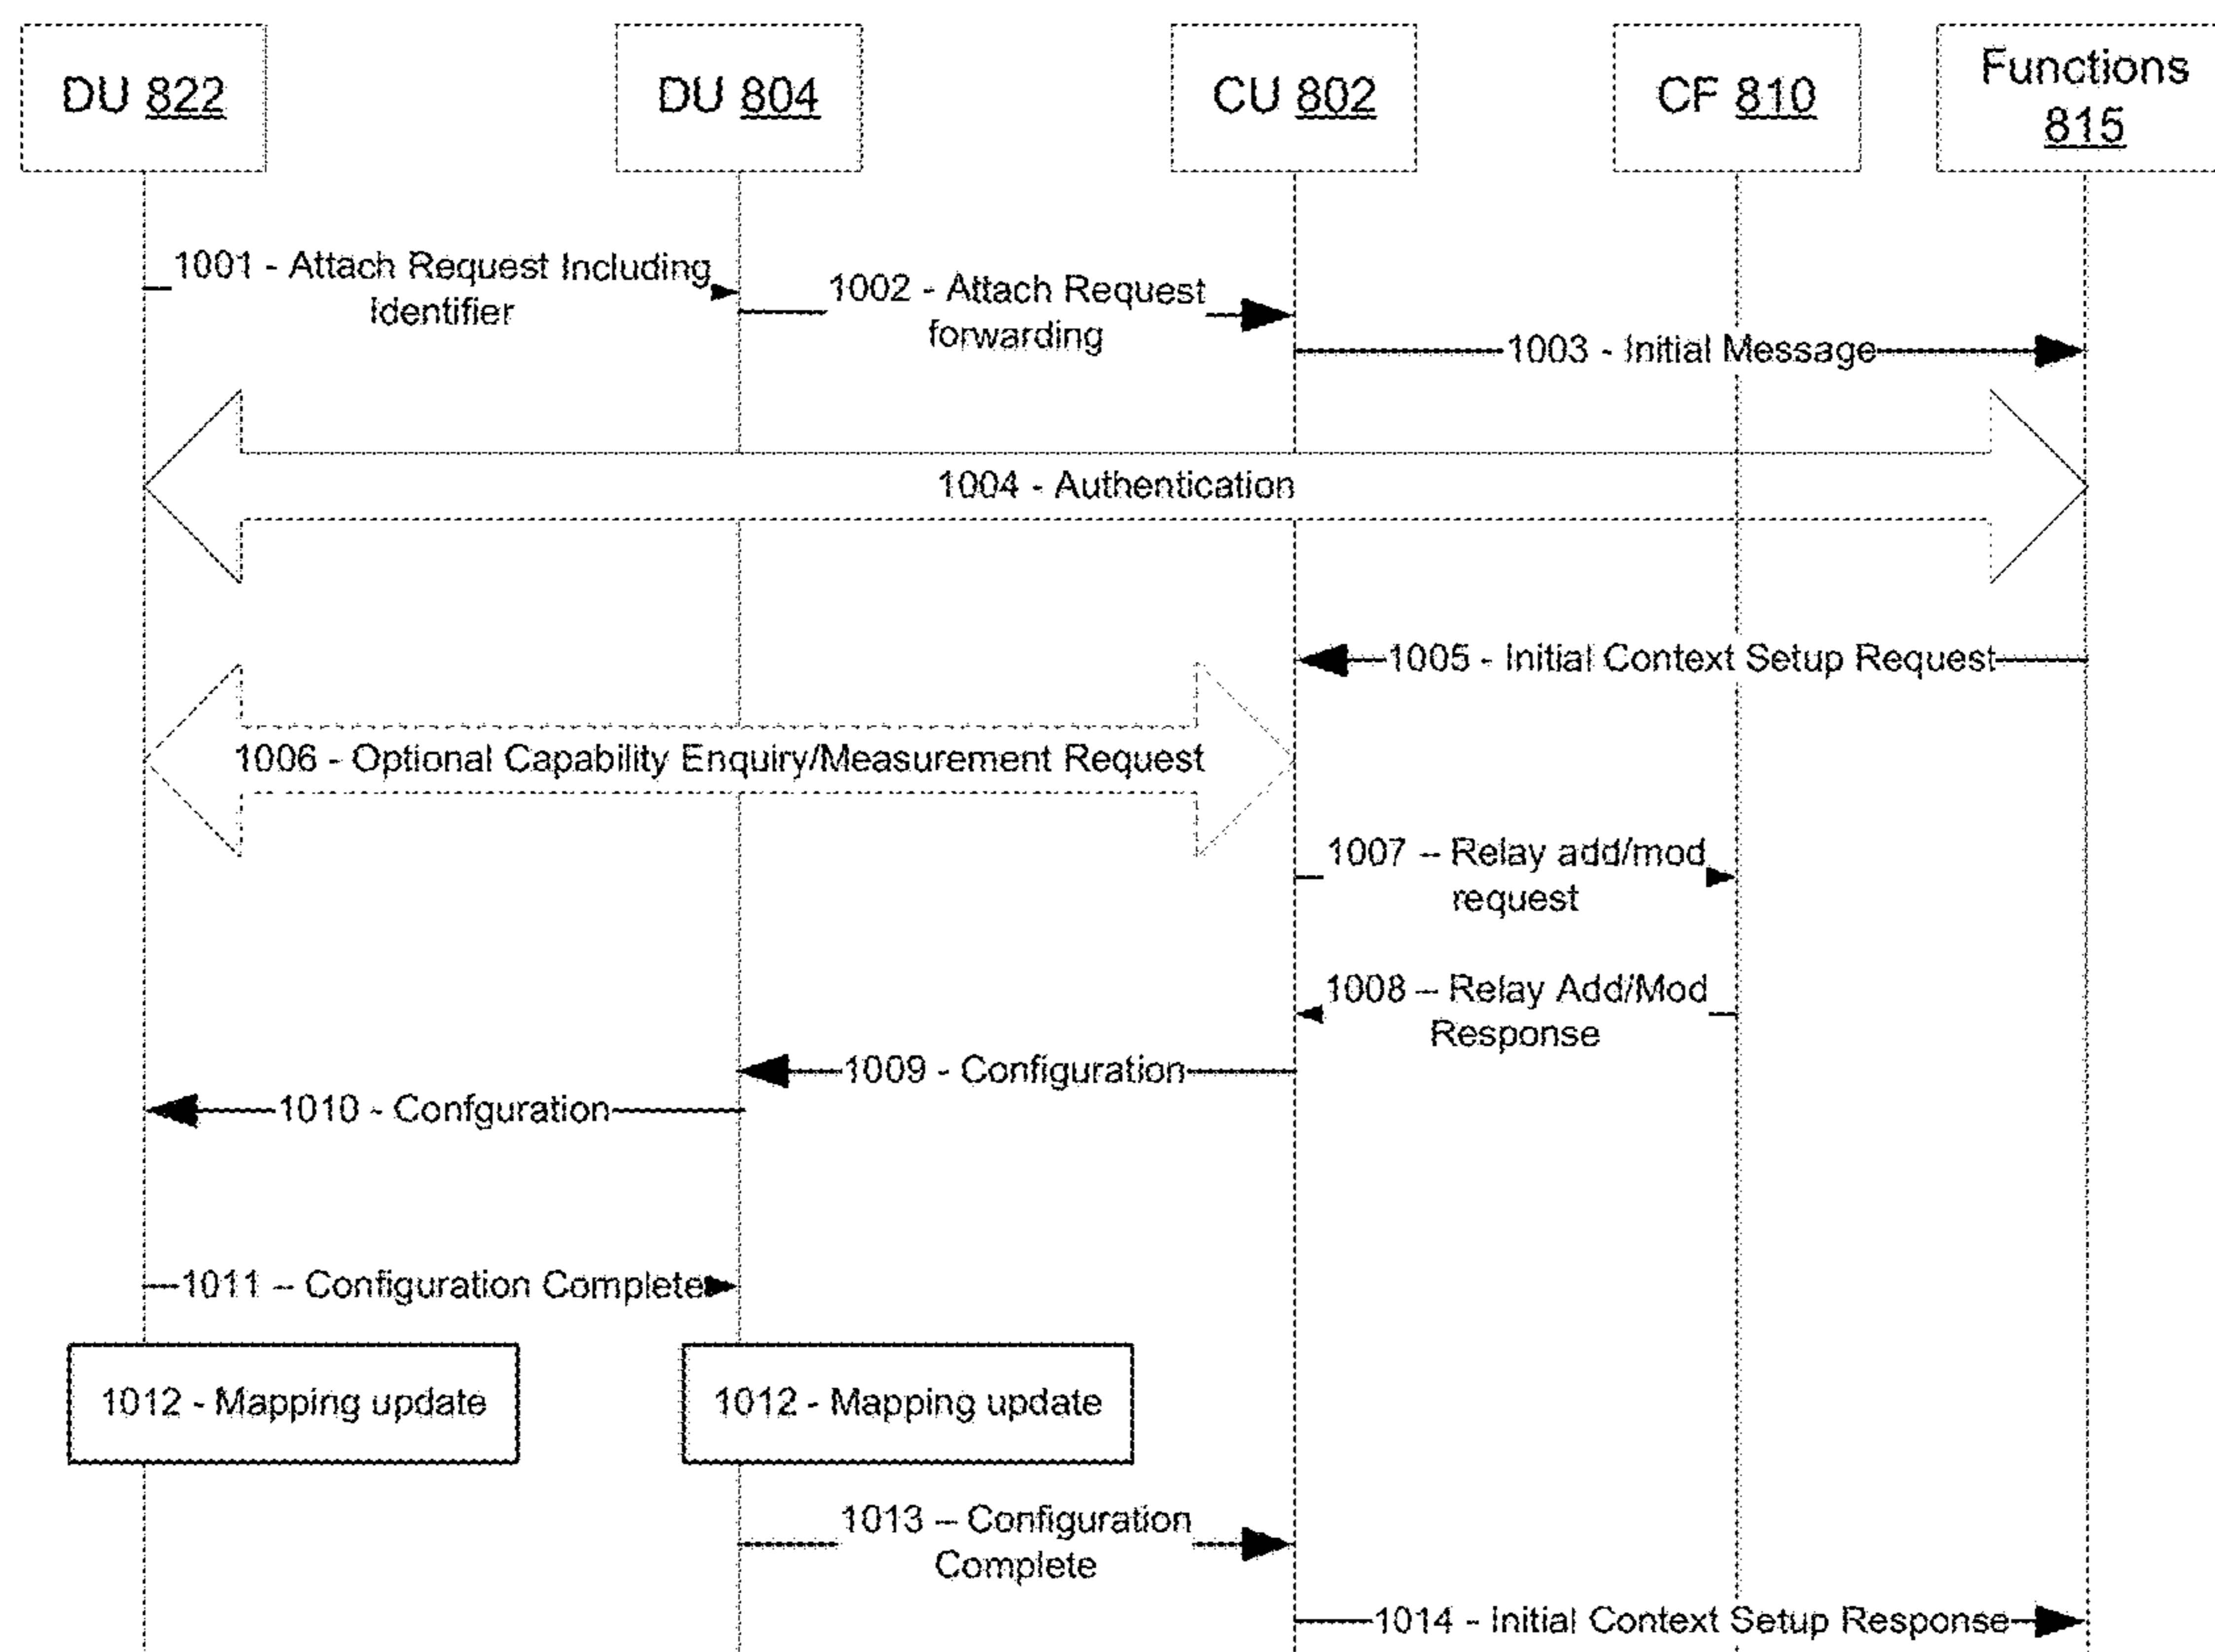 DU 822
DU 804
CU 802
CF 810
Functions
815
1001 - Attach Request Including
Identifier
1002 - Attach Request
forwarding
1003 - Initial Message
1004 - Authentication
1005 - Initial Context Setup Request
1006 - Optional Capability Enquiry/Measurement Request
1007 – Relay add/mod
request
1008 – Relay Add/Mod
Response
1009 - Configuration
1010 - Confguration
1011 – Configuration Complete
1012 - Mapping update
1012 - Mapping update
1013 – Configuration
Complete
1014 - Initial Context Setup Response